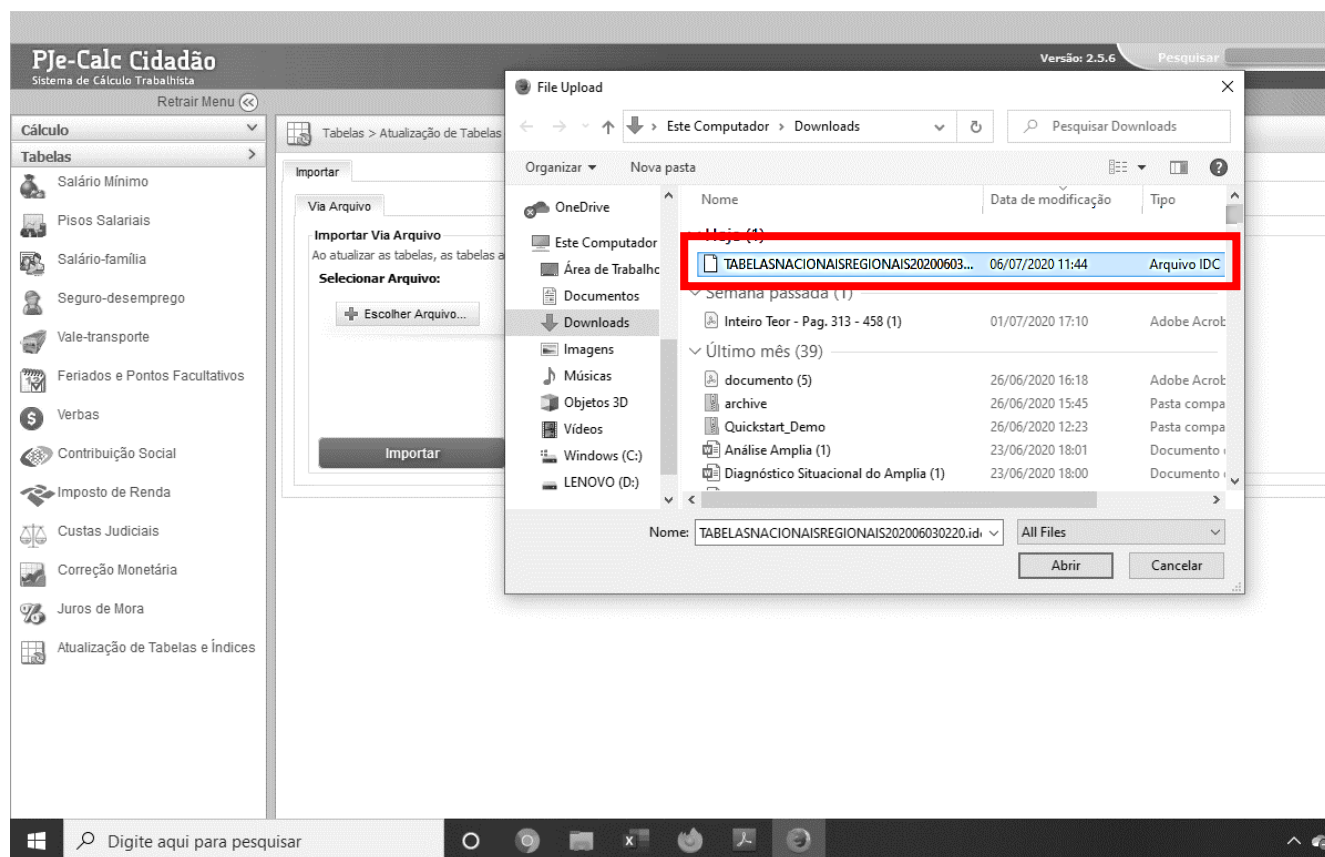 PJe-Calc Cidadão
Sistema de Cálculo Trabalhista
Versão: 2.5.6
Pesquisar
Retrair Menu
Cálculo
Tabelas
Salário Mínimo
Pisos Salariais
Salário-família
Seguro-desemprego
Vale-transporte
Feriados e Pontos Facultativos
Verbas
Contribuição Social
Imposto de Renda
Custas Judiciais
Correção Monetária
Juros de Mora
Atualização de Tabelas e Índices
Tabelas > Atualização de Tabelas
Importar
Via Arquivo
Importar Via Arquivo
Ao atualizar as tabelas, as tabelas a
Selecionar Arquivo:
Escolher Arquivo...
Importar
File Upload
Este Computador > Downloads
Pesquisar Downloads
Organizar
Nova pasta
OneDrive
Este Computador
Área de Trabalho
Documentos
Downloads
Imagens
Músicas
Objetos 3D
Vídeos
Windows (C:)
LENOVO (D:)
Nome Data de modificação Tipo
Hoje (1)
TABELASNACIONAISREGIONAIS20200603... 06/07/2020 11:44 Arquivo IDC
Semana passada (1)
Inteiro Teor - Pag. 313 - 458 (1) 01/07/2020 17:10 Adobe Acrob
Último mês (39)
documento (5) 26/06/2020 16:18 Adobe Acrob
archive 26/06/2020 15:45 Pasta compa
Quickstart_Demo 26/06/2020 12:23 Pasta compa
Análise Amplia (1) 23/06/2020 18:01 Documento
Diagnóstico Situacional do Amplia (1) 23/06/2020 18:00 Documento
Nome: TABELASNACIONAISREGIONAIS202006030220.id
All Files
Abrir
Cancelar
Digite aqui para pesquisar